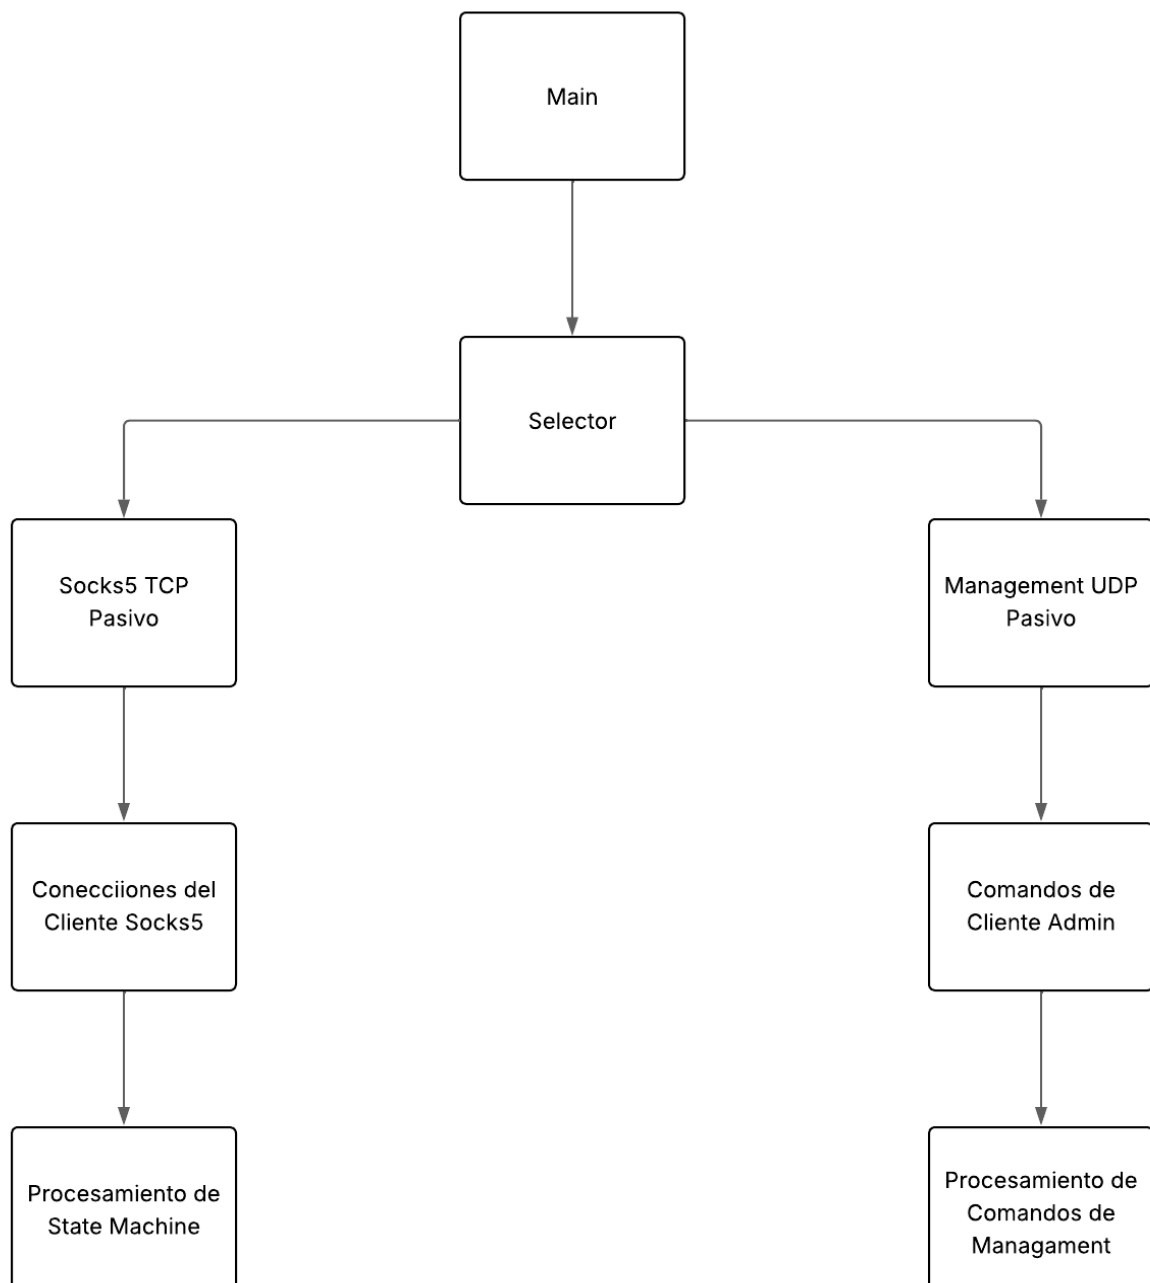 Main
Selector
Socks5 TCP
Pasivo
Management UDP
Pasivo
Conecciiones del
Cliente Socks5
Comandos de
Cliente Admin
Procesamiento de
State Machine
Procesamiento de
Comandos de
Managament